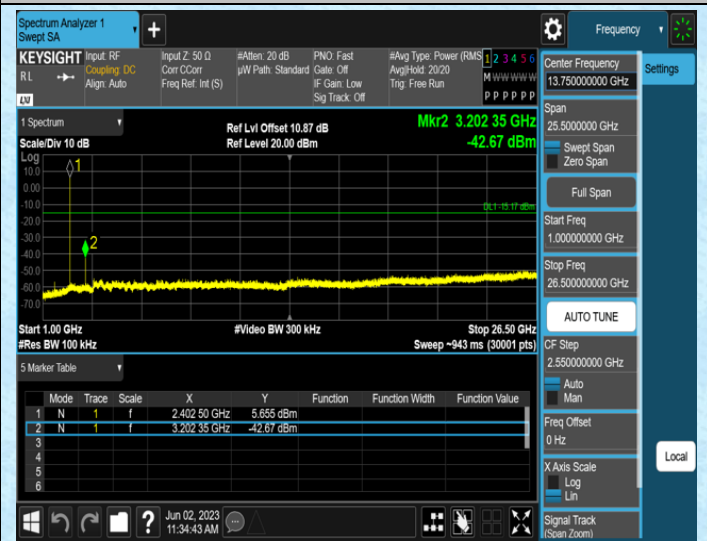 Spectrum Analyzer 1
Swept SA
+
Frequency
KEYSIGHT
RL
LXI
Input: RF
Coupling: DC
Align: Auto
Input Z: 50 Ω
Corr CCorr
Freq Ref: Int (S)
#Atten: 20 dB
µW Path: Standard
PNO: Fast
Gate: Off
IF Gain: Low
Sig Track: Off
#Avg Type: Power (RMS
Avg|Hold: 20/20
Trig: Free Run
1 2 3 4 5 6
M W W W W W
P P P P P P
1 Spectrum
Scale/Div 10 dB
Ref Lvl Offset 10.87 dB
Ref Level 20.00 dBm
Mkr2 3.202 35 GHz
-42.67 dBm
Log
10.0
0.00
-10.0
-20.0
-30.0
-40.0
-50.0
-60.0
-70.0
1
2
DL1 -15.17 dBm
Start 1.00 GHz
#Res BW 100 kHz
#Video BW 300 kHz
Stop 26.50 GHz
Sweep ~943 ms (30001 pts)
5 Marker Table
Mode Trace Scale X Y Function Function Width Function Value
1 N 1 f 2.402 50 GHz 5.655 dBm
2 N 1 f 3.202 35 GHz -42.67 dBm
3
4
5
6
?
Jun 02, 2023
11:34:43 AM
Center Frequency
13.750000000 GHz
Settings
Span
25.5000000 GHz
Swept Span
Zero Span
Full Span
Start Freq
1.000000000 GHz
Stop Freq
26.500000000 GHz
AUTO TUNE
CF Step
2.550000000 GHz
Auto
Man
Freq Offset
0 Hz
X Axis Scale
Log
Lin
Signal Track
(Span Zoom)
Local